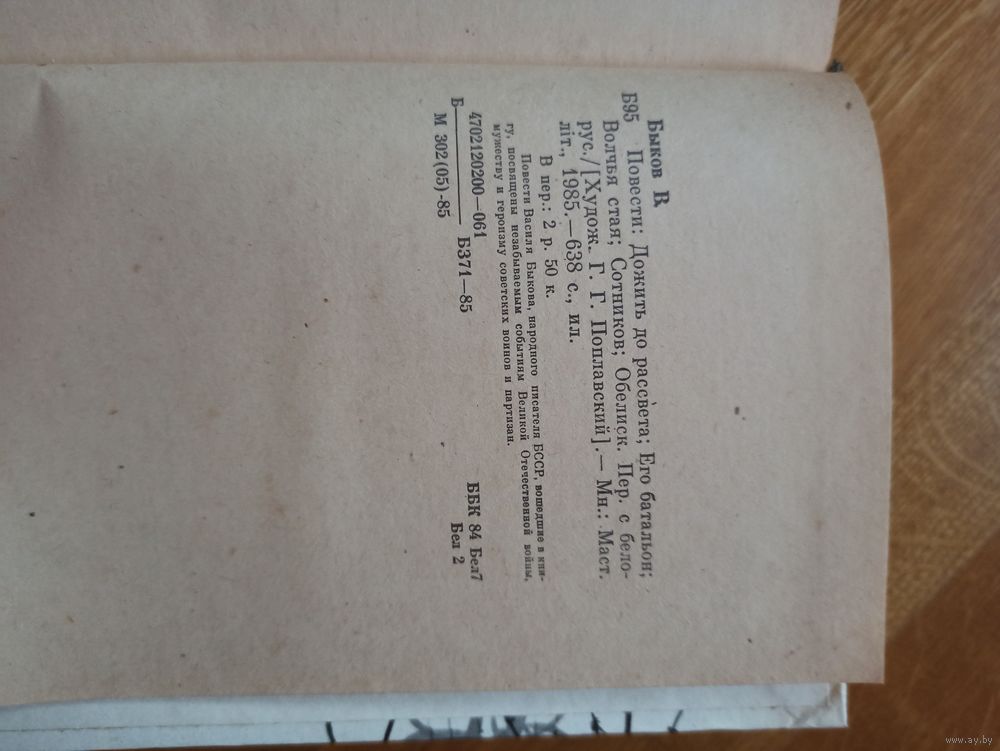 Быков В.
Б95 Повести: Дожить до рассвета; Его батальон;
Волчья стая; Сотников; Обелиск. Пер. с бело-
рус./[Худож. Г. Г. Поплавский].— Мн.: Маст.
літ., 1985.—638 с., ил.
В пер.: 2 р. 50 к.
Повести Василя Быкова, народного писателя БССР, вошедшие в кни-
гу, посвящены незабываемым событиям Великой Отечественной войны,
мужеству и героизму советских воинов и партизан.
Б 4702120200—061 Б371—85
М 302(05)-85
ББК 84 Бел7
Бел 2
www.ay.by